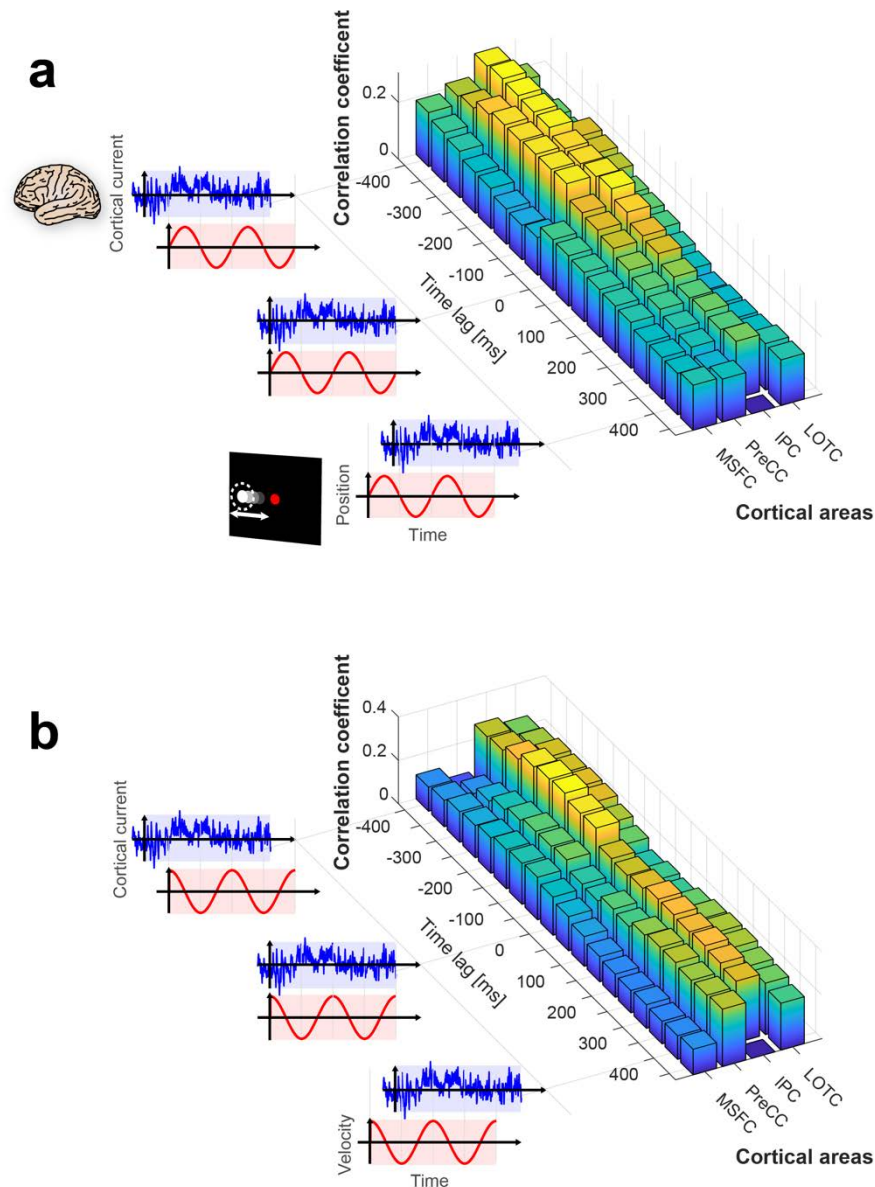 a
Correlation coefficent
0.2
0
-400
-300
-200
-100
0
100
200
300
400
Time lag [ms]
MSFC
PreCC
IPC
LOTC
Cortical areas
Cortical current
Position
Time
b
Correlation coefficent
0.4
0.2
0
-400
-300
-200
-100
0
100
200
300
400
Time lag [ms]
MSFC
PreCC
IPC
LOTC
Cortical areas
Cortical current
Velocity
Time